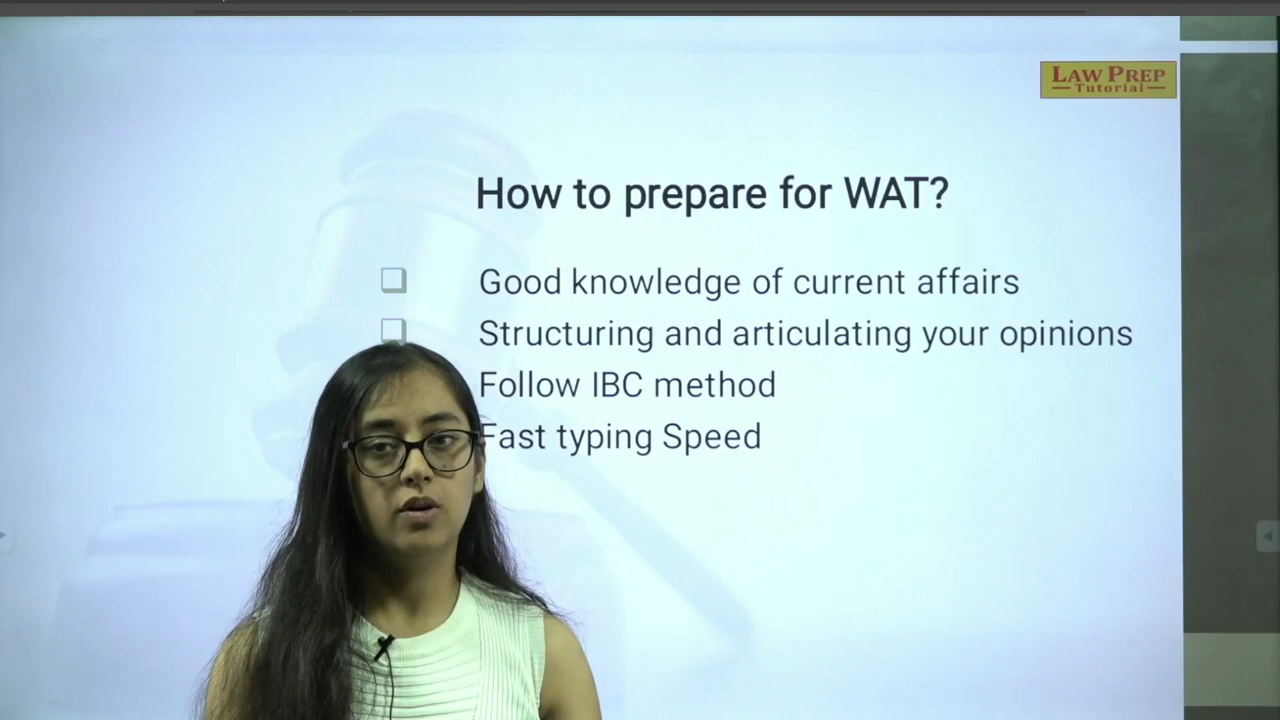 LAW PREP
Tutorial
How to prepare for WAT?
Good knowledge of current affairs
Structuring and articulating your opinions
Follow IBC method
Fast typing Speed